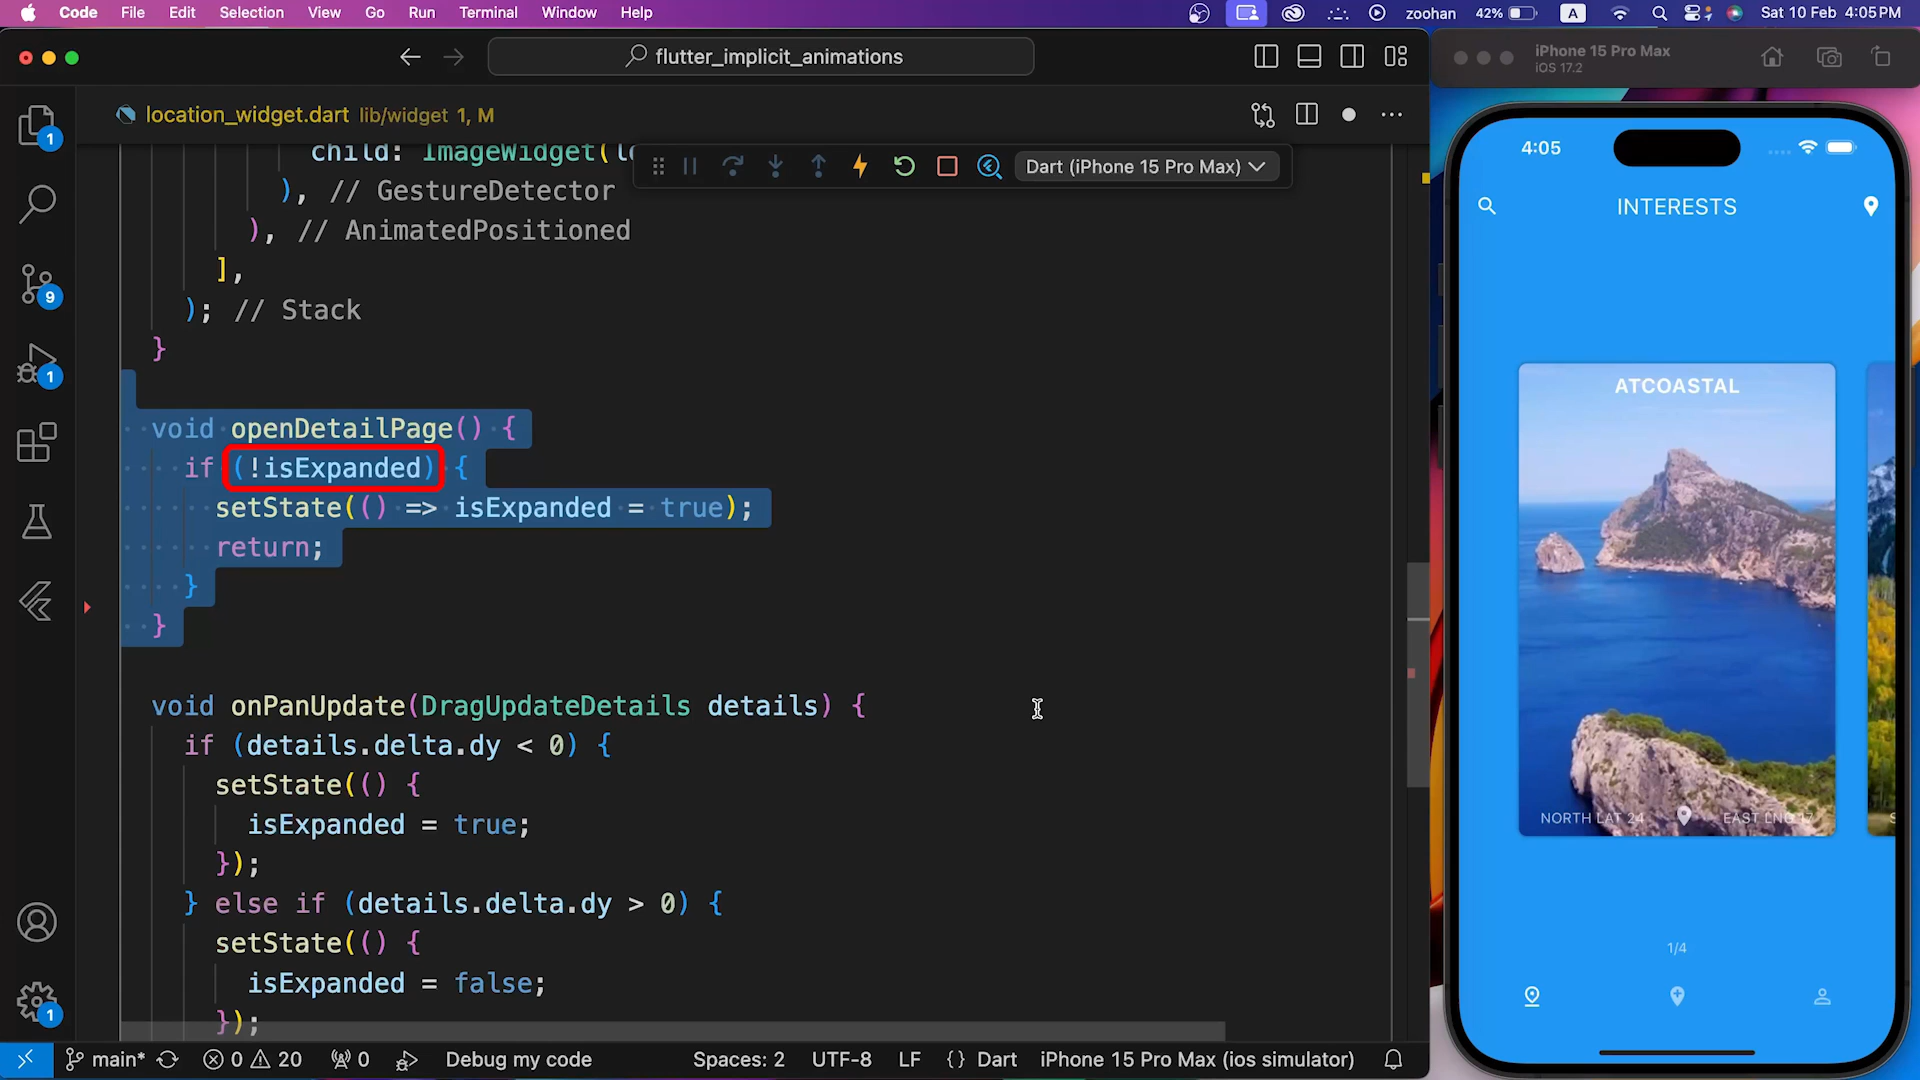 Code File Edit Selection View Go Run Terminal Window Help zoohan 42% A Sat 10 Feb 4:05PM
flutter_implicit_animations
location_widget.dart lib/widget 1, M
child: ImageWidget(l
Dart (iPhone 15 Pro Max)
), // GestureDetector
), // AnimatedPositioned
],
); // Stack
}
void openDetailPage() {
if (!isExpanded) {
setState(() => isExpanded = true);
return;
}
}
void onPanUpdate(DragUpdateDetails details) {
if (details.delta.dy < 0) {
setState(() {
isExpanded = true;
});
} else if (details.delta.dy > 0) {
setState(() {
isExpanded = false;
});
1
9
1
1
main* 0 20 0 Debug my code Spaces: 2 UTF-8 LF {} Dart iPhone 15 Pro Max (ios simulator)
iPhone 15 Pro Max
iOS 17.2
4:05
INTERESTS
ATCOASTAL
NORTH LAT 24 EAST LNG 17
1/4